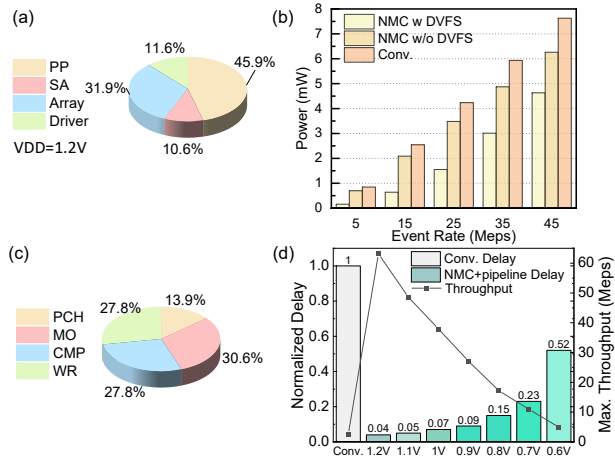 (a)
PP
SA
Array
Driver
VDD=1.2V
11.6%
45.9%
31.9%
10.6%
(b)
NMC w DVFS
NMC w/o DVFS
Conv.
Power (mW)
8
7
6
5
4
3
2
1
0
5 15 25 35 45
Event Rate (Meps)
(c)
PCH
MO
CMP
WR
27.8%
13.9%
30.6%
27.8%
(d)
Conv. Delay
NMC+pipeline Delay
Throughput
Normalized Delay
1.0
0.8
0.6
0.4
0.2
0.0
1
0.04
0.05
0.07
0.09
0.15
0.23
0.52
Conv. 1.2V 1.1V 1V 0.9V 0.8V 0.7V 0.6V
60
50
40
30
20
10
0
Max. Throughput (Meps)